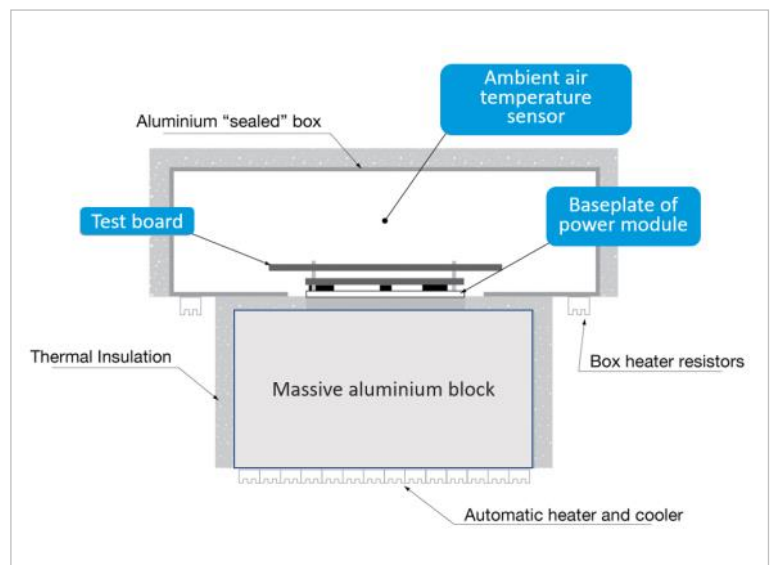 Ambient air
temperature
sensor
Aluminium “sealed” box
Test board
Baseplate of
power module
Thermal Insulation
Box heater resistors
Massive aluminium block
Automatic heater and cooler